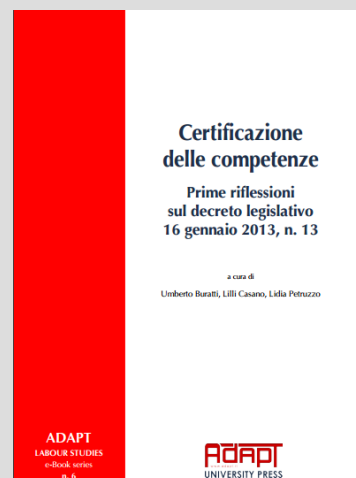 Certificazione
delle competenze
Prime riflessioni
sul decreto legislativo
16 gennaio 2013, n. 13
a cura di
Umberto Buratti, Lilli Casano, Lidia Petruzzo
ADAPT
LABOUR STUDIES
e-Book series
n. 6
ADAPT
UNIVERSITY PRESS